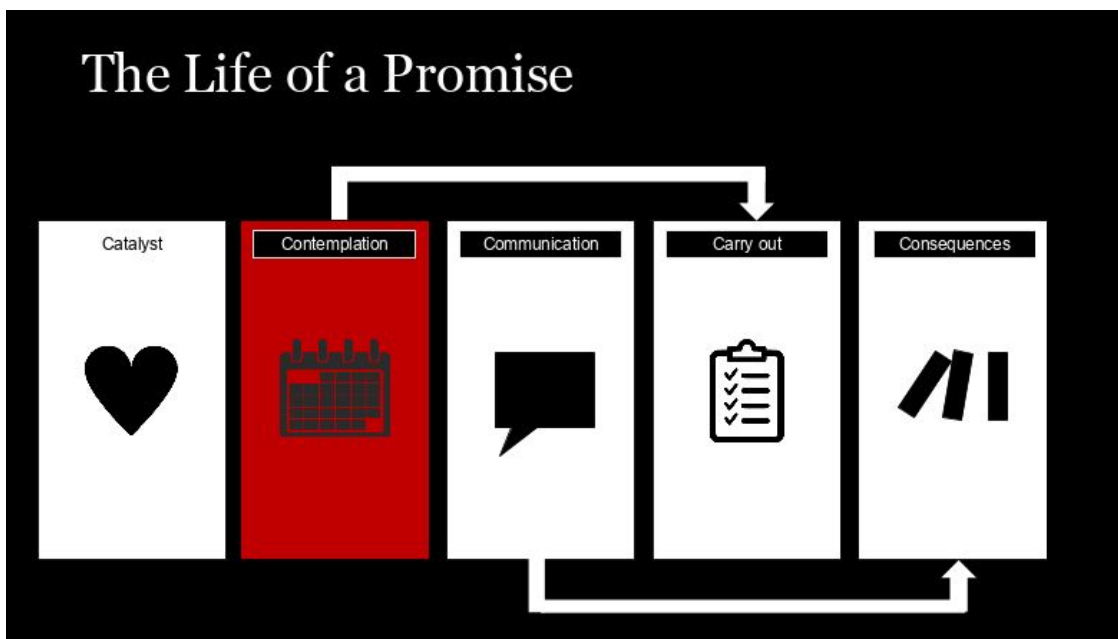 The Life of a Promise
Catalyst
Contemplation
Communication
Carry out
Consequences